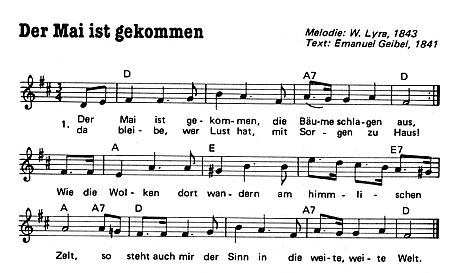 Der Mai ist gekommen
Melodie: W. Lyra, 1843
Text: Emanuel Geibel, 1841
D A7 D
1. Der Mai ist ge-kom-men, die Bäu-me schla-gen aus,
da blei-be, wer Lust hat, mit Sor-gen zu Haus!
A E E7
Wie die Wol-ken dort wan-dern am himm-li-schen
A A7 D A7 D
Zelt, so steht auch mir der Sinn in die wei-te, wei-te Welt.